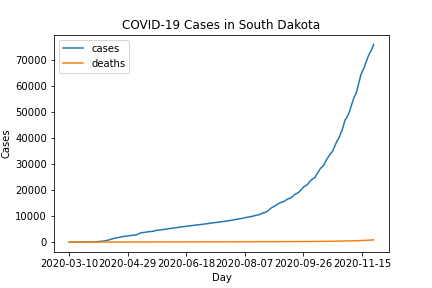 COVID-19 Cases in South Dakota
cases
deaths
70000
60000
50000
40000
30000
20000
10000
0
Cases
2020-03-10 2020-04-29 2020-06-18 2020-08-07 2020-09-26 2020-11-15
Day